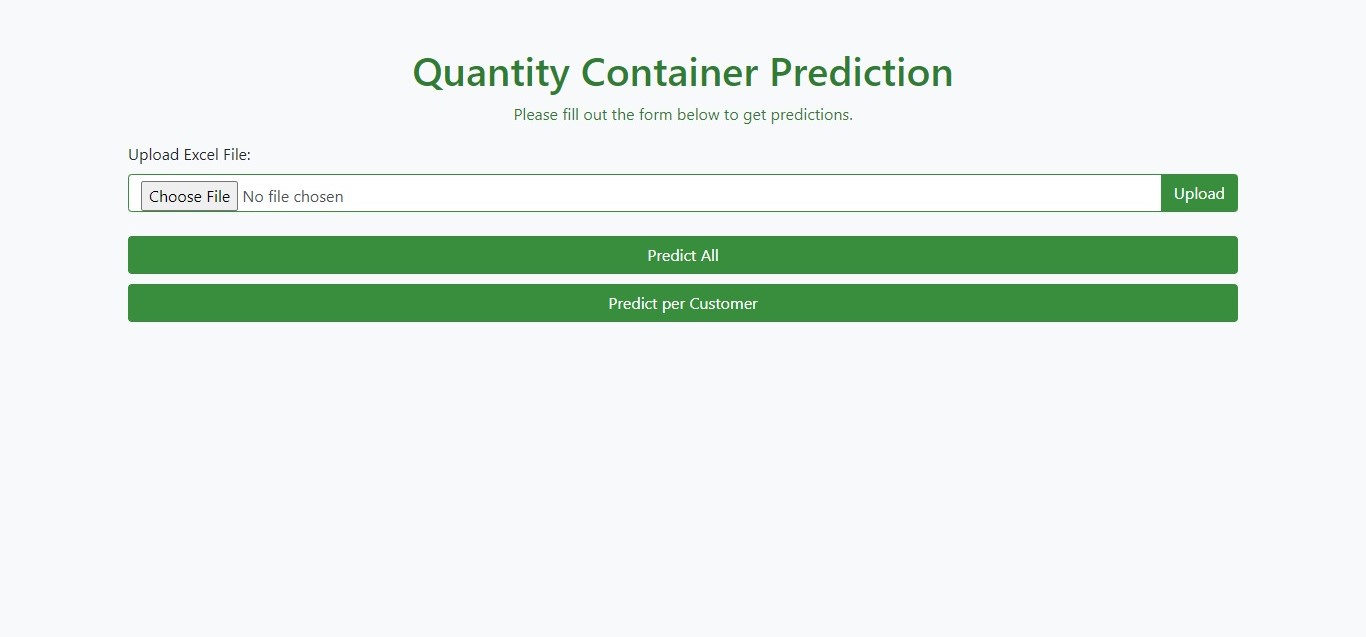 Quantity Container Prediction
Please fill out the form below to get predictions.
Upload Excel File:
Choose File No file chosen Upload
Predict All
Predict per Customer